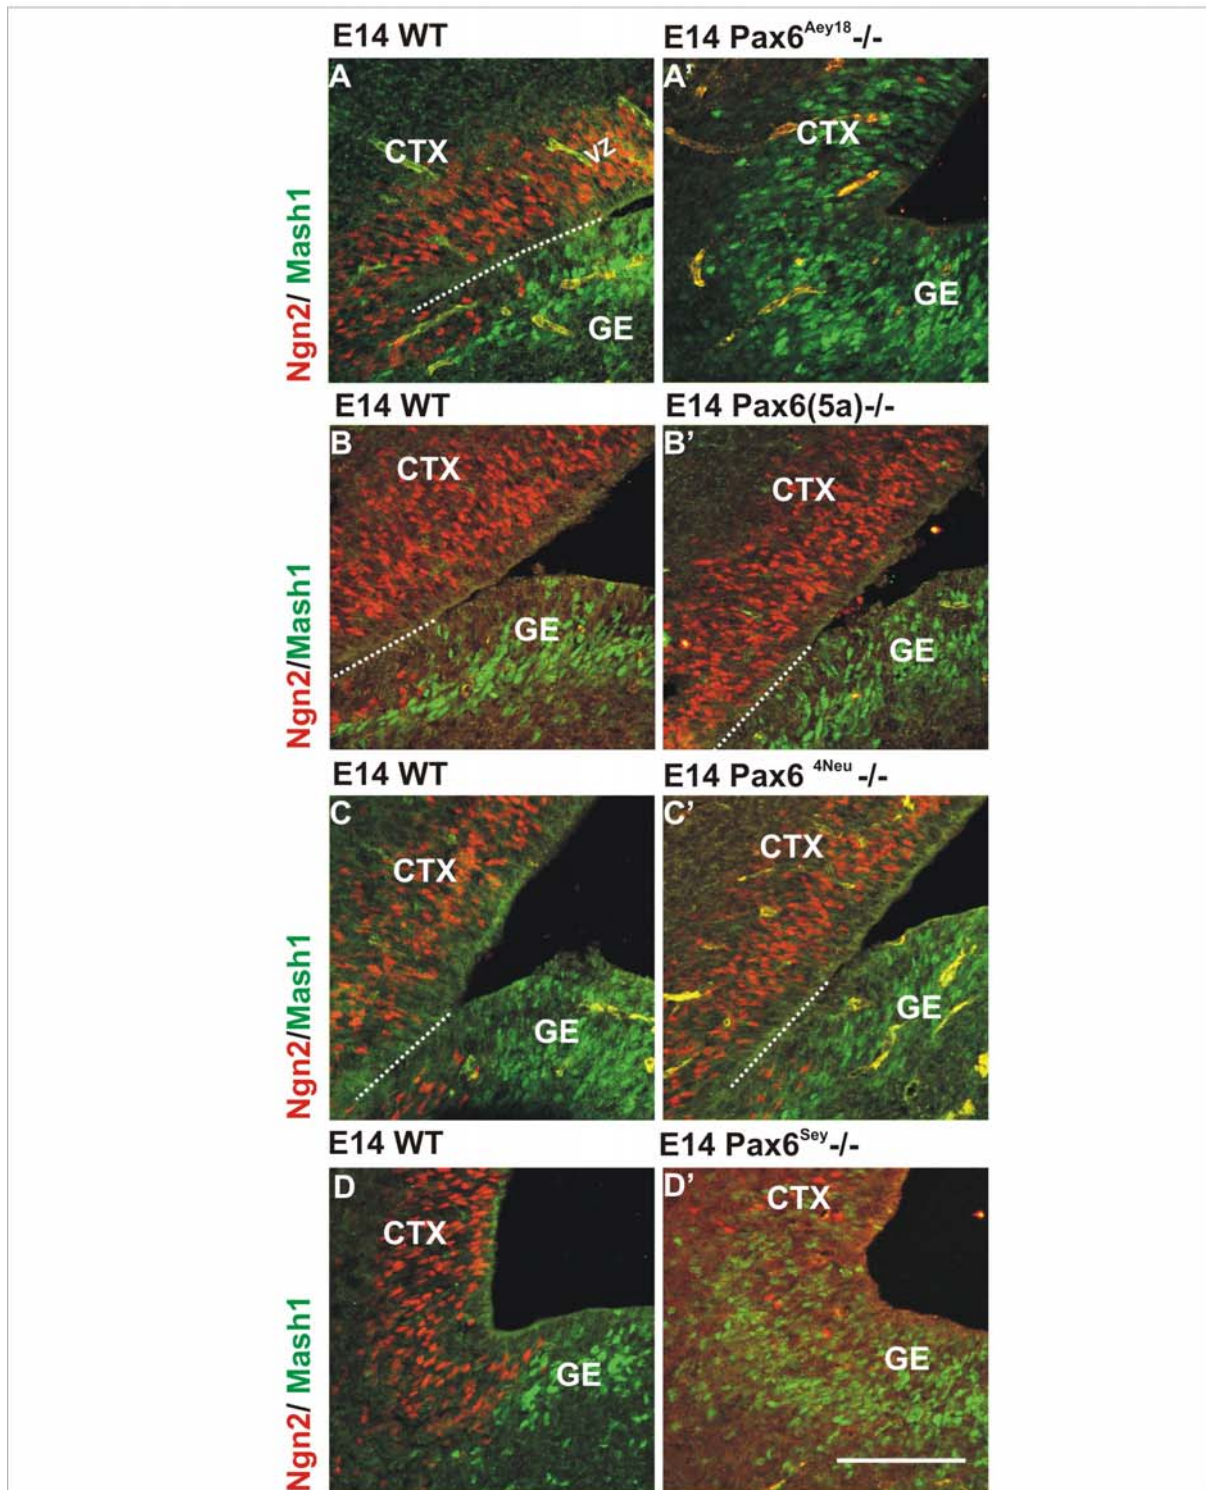 E14 WT
E14 Pax6Aey18-/-
Ngn2/ Mash1
A
CTX
VZ
GE
A'
CTX
GE
E14 WT
E14 Pax6(5a)-/-
Ngn2/Mash1
B
CTX
GE
B'
CTX
GE
E14 WT
E14 Pax6 4Neu -/-
Ngn2/Mash1
C
CTX
GE
C'
CTX
GE
E14 WT
E14 Pax6Sey-/-
Ngn2/ Mash1
D
CTX
GE
D'
CTX
GE